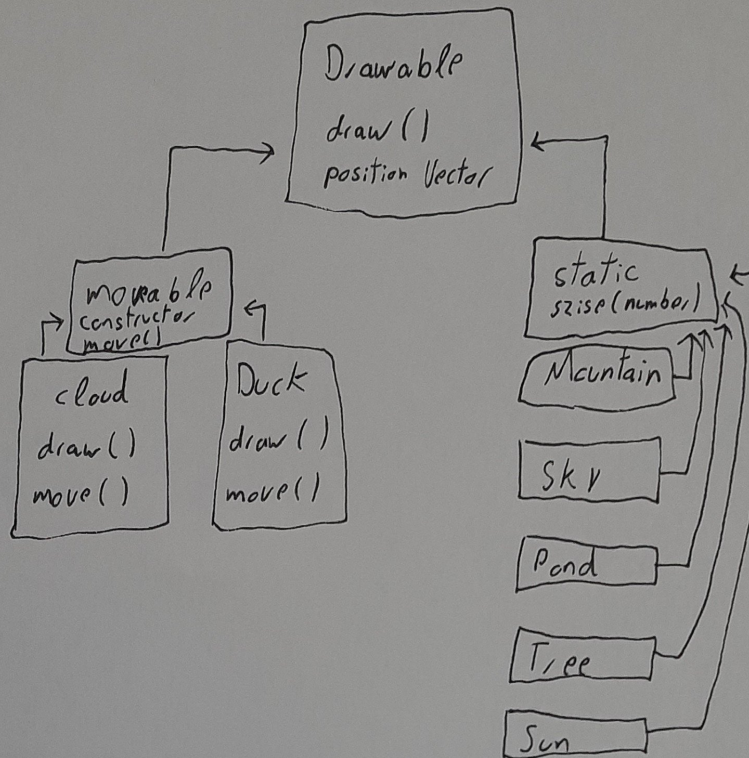 Drawable
draw()
position Vector
moveable
constructor
move()
cloud
draw()
move()
Duck
draw()
move()
static
szise(number)
Mountain
Sky
Pond
Tree
Sun